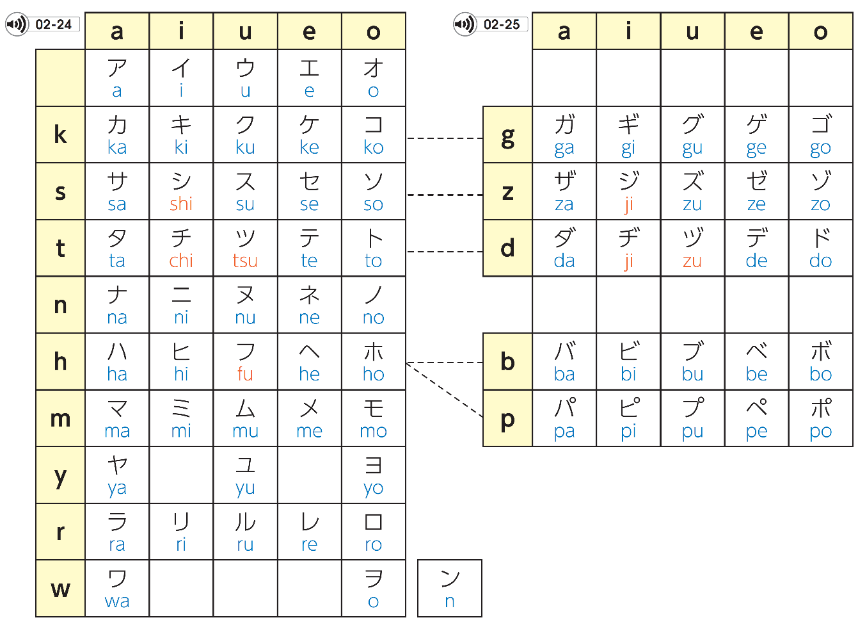 02-24 a i u e o
ア イ ウ エ オ
a i u e o
k カ キ ク ケ コ
ka ki ku ke ko
s サ シ ス セ ソ
sa shi su se so
t タ チ ツ テ ト
ta chi tsu te to
n ナ ニ ヌ ネ ノ
na ni nu ne no
h ハ ヒ フ ヘ ホ
ha hi fu he ho
m マ ミ ム メ モ
ma mi mu me mo
y ヤ ユ ヨ
ya yu yo
r ラ リ ル レ ロ
ra ri ru re ro
w ワ ヲ
wa o
ン
n
02-25 a i u e o
g ガ ギ グ ゲ ゴ
ga gi gu ge go
z ザ ジ ズ ゼ ゾ
za ji zu ze zo
d ダ ヂ ヅ デ ド
da ji zu de do
b バ ビ ブ ベ ボ
ba bi bu be bo
p パ ピ プ ペ ポ
pa pi pu pe po